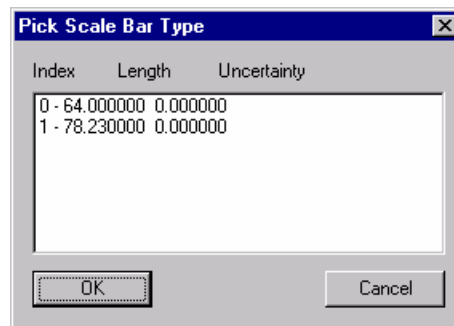 Pick Scale Bar Type
Index Length Uncertainty
0 - 64.000000 0.000000
1 - 78.230000 0.000000
OK Cancel